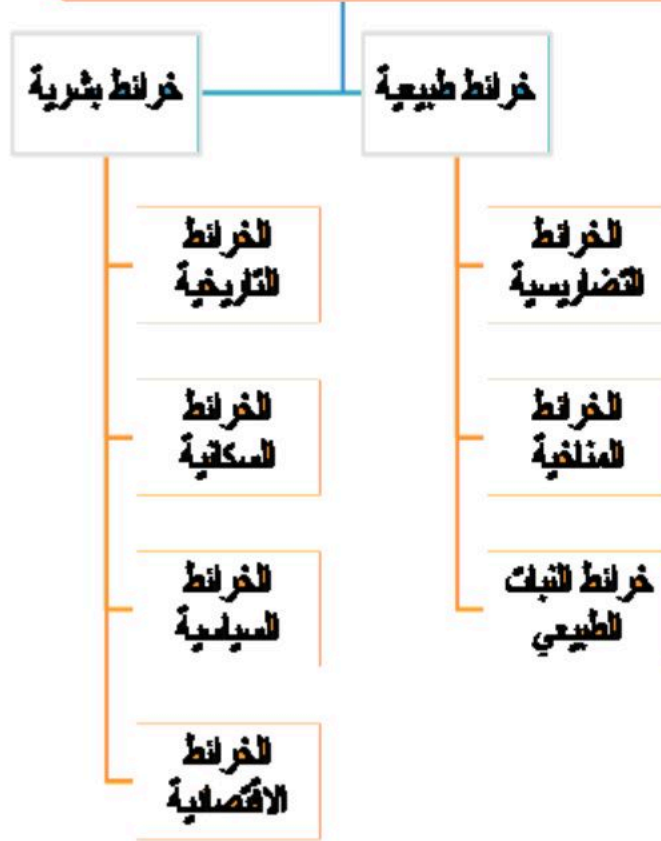 خرائط طبيعية
الخرائط
التضاريسية
الخرائط
المناخية
خرائط النبات
الطبيعي
خرائط بشرية
الخرائط
التاريخية
الخرائط
السكانية
الخرائط
السياسية
الخرائط
الاقتصادية